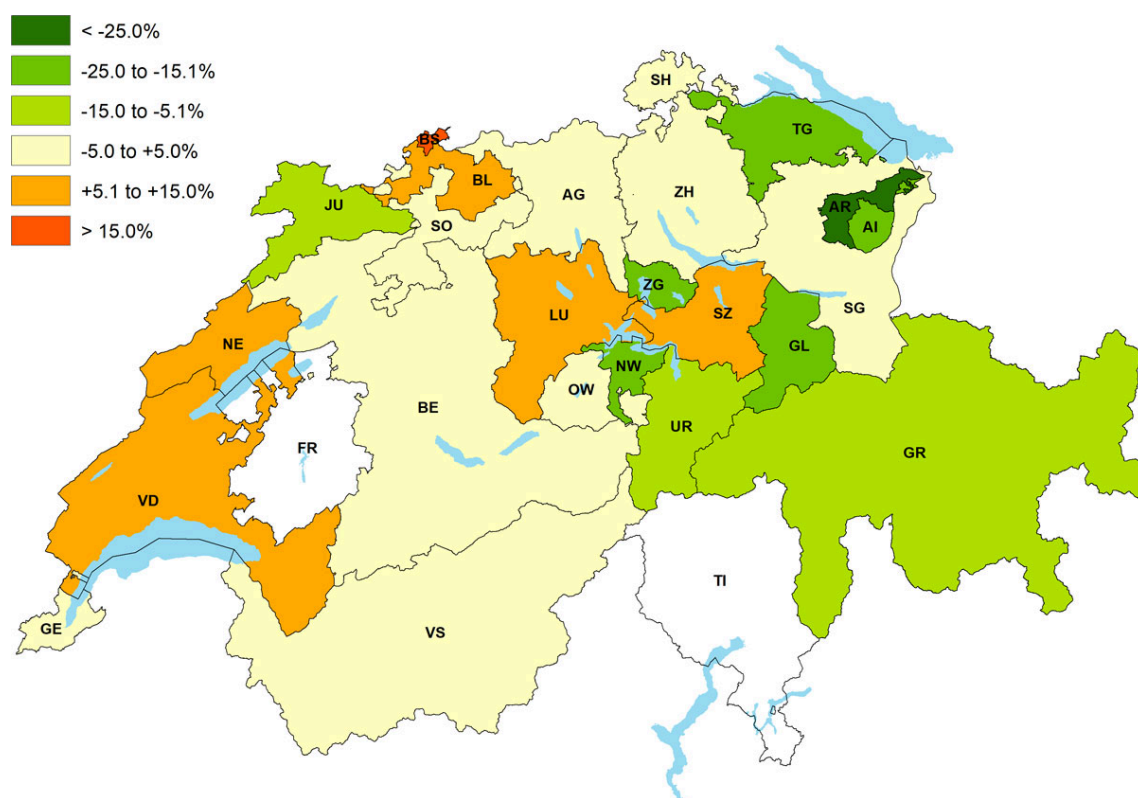 < -25.0%
-25.0 to -15.1%
-15.0 to -5.1%
-5.0 to +5.0%
+5.1 to +15.0%
> 15.0%
SH
BS
TG
BL
AG
ZH
JU
AR
SO
AI
ZG
LU
SZ
SG
NE
GL
NW
OW
BE
UR
FR
GR
VD
TI
GE
VS